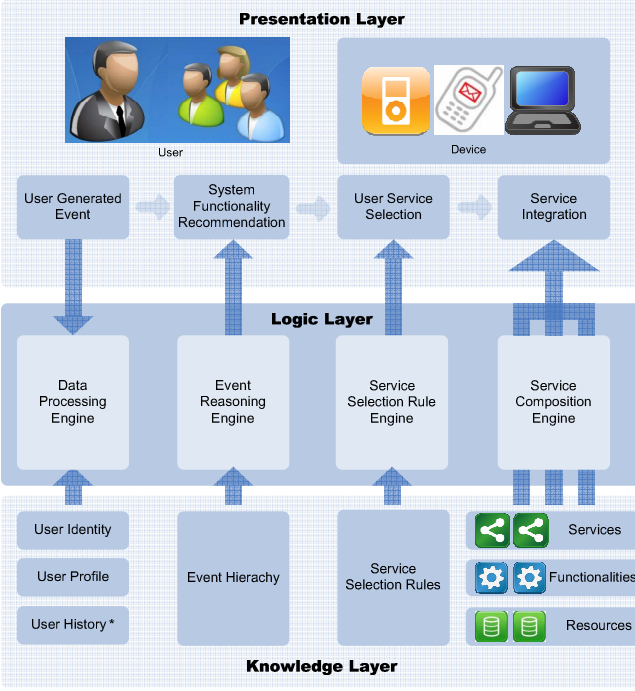 Presentation Layer
User
Device
User Generated
Event
System
Functionality
Recommendation
User Service
Selection
Service
Integration
Logic Layer
Data
Processing
Engine
Event
Reasoning
Engine
Service
Selection Rule
Engine
Service
Composition
Engine
User Identity
User Profile
User History *
Event Hierachy
Service
Selection Rules
Services
Functionalities
Resources
Knowledge Layer